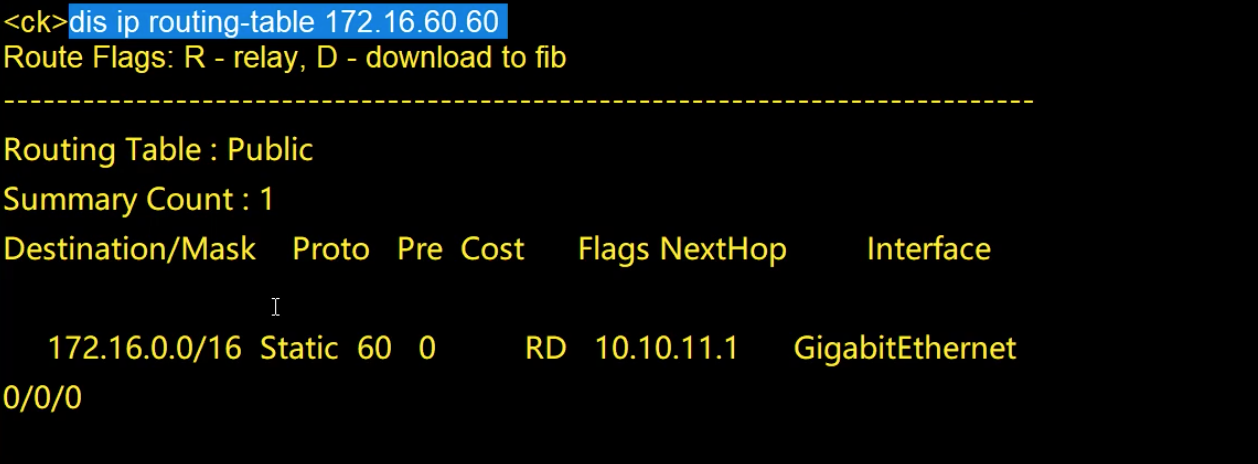 <ck>dis ip routing-table 172.16.60.60
Route Flags: R - relay, D - download to fib
------------------------------------------------------------------------------
Routing Table : Public
Summary Count : 1
Destination/Mask Proto Pre Cost Flags NextHop Interface
172.16.0.0/16 Static 60 0 RD 10.10.11.1 GigabitEthernet
0/0/0